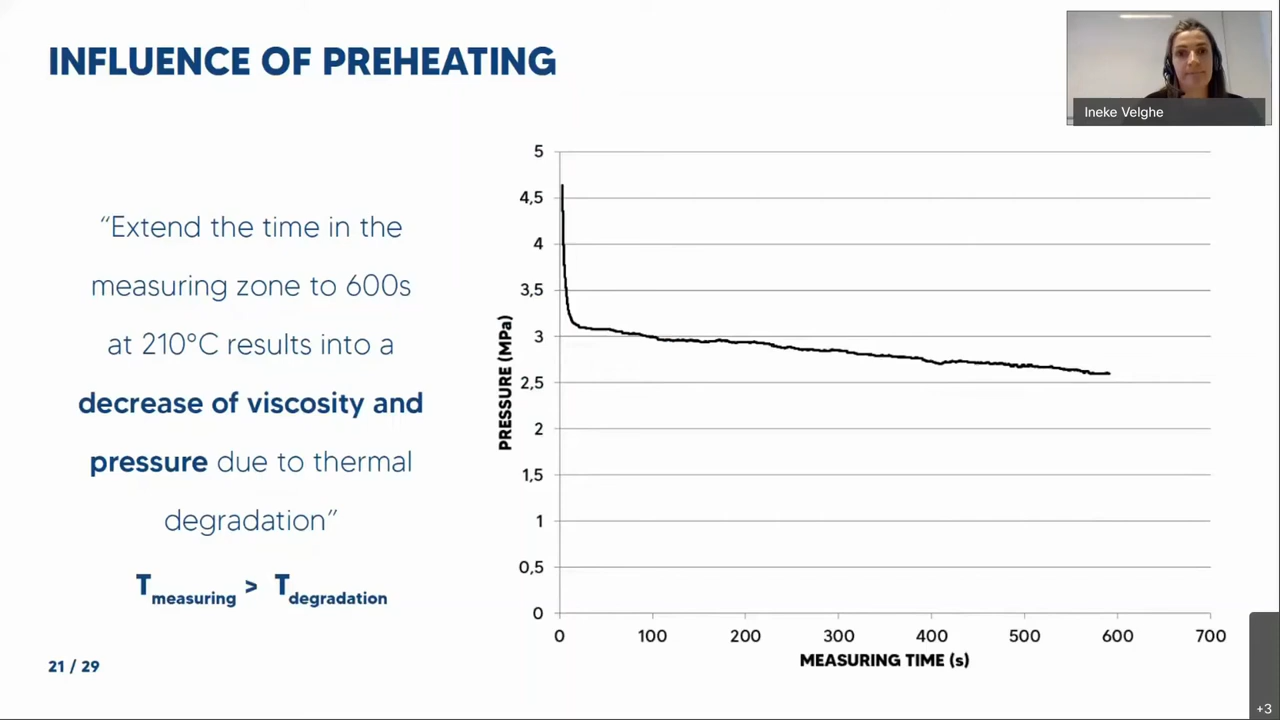 INFLUENCE OF PREHEATING
Ineke Velghe
“Extend the time in the
measuring zone to 600s
at 210°C results into a
decrease of viscosity and
pressure due to thermal
degradation”
Tmeasuring > Tdegradation
21 / 29
PRESSURE (MPa)
5
4,5
4
3,5
3
2,5
2
1,5
1
0,5
0
0 100 200 300 400 500 600 700
MEASURING TIME (s)
+3